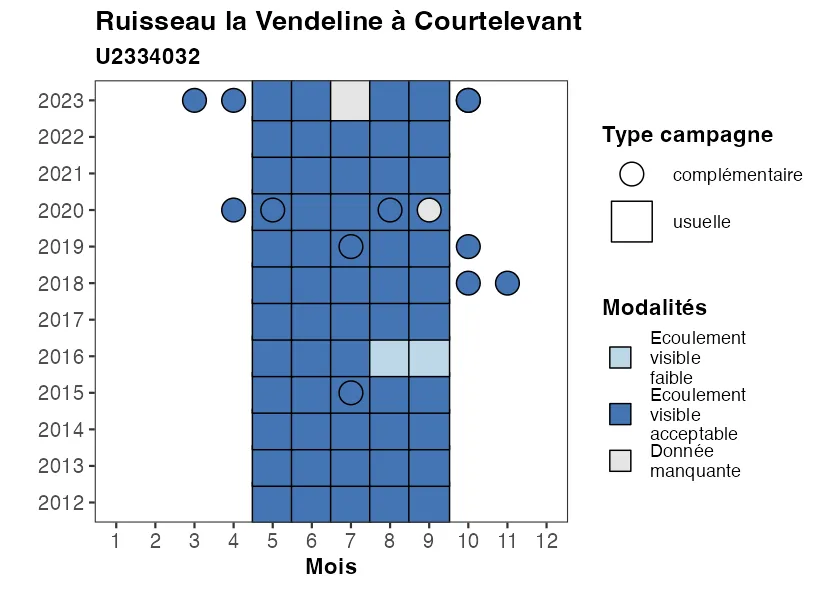 Ruisseau la Vendeline à Courtelevant
U2334032
2023
2022
2021
2020
2019
2018
2017
2016
2015
2014
2013
2012
1 2 3 4 5 6 7 8 9 10 11 12
Mois
Type campagne
complémentaire
usuelle
Modalités
Ecoulement
visible
faible
Ecoulement
visible
acceptable
Donnée
manquante